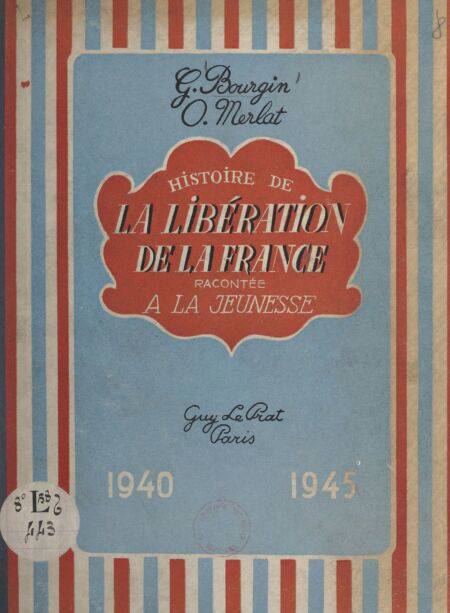 G. Bourgin
O. Merlat
HISTOIRE DE
LA LIBÉRATION
DE LA FRANCE
RACONTÉE
A LA JEUNESSE
Guy Le Prat
Paris
1940 1945
8
443